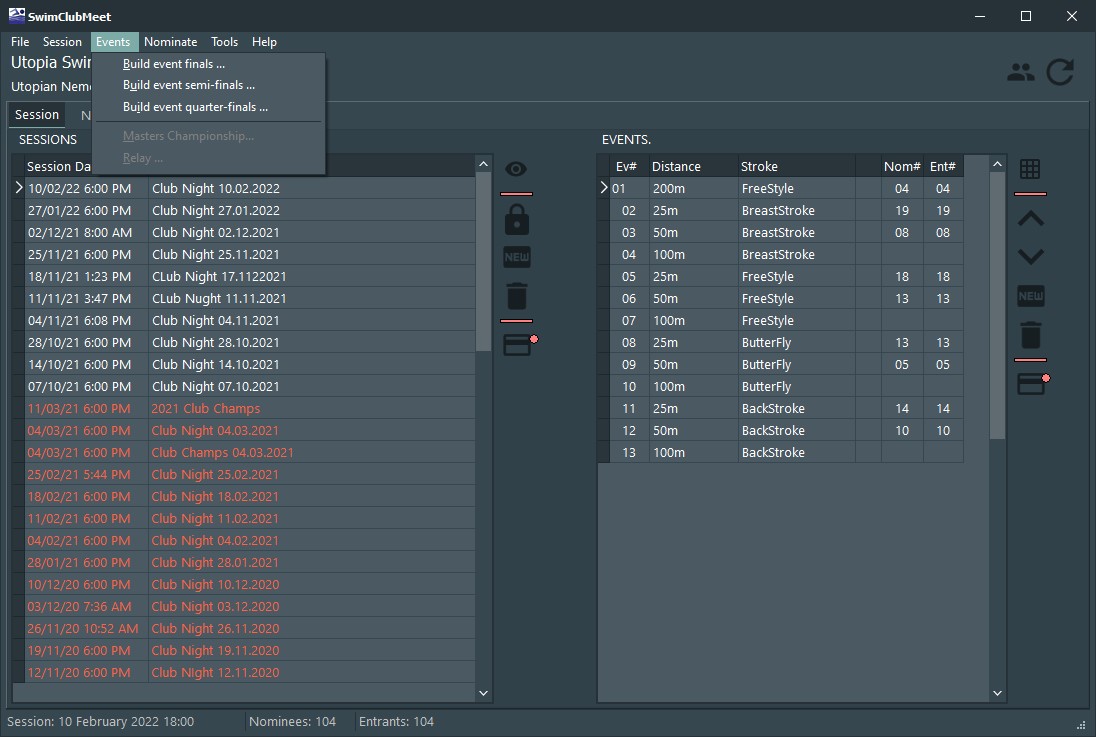 SwimClubMeet
File Session Events Nominate Tools Help
Utopia Swi
Build event finals ...
Build event semi-finals ...
Utopian Nem
Build event quarter-finals ...
Masters Championship...
Relay ...
Session N
SESSIONS
Session Da
10/02/22 6:00 PM Club Night 10.02.2022
27/01/22 6:00 PM Club NIght 27.01.2022
02/12/21 8:00 AM Club Night 02.12.2021
25/11/21 6:00 PM Club Night 25.11.2021
18/11/21 1:23 PM CLub Night 17.1122021
11/11/21 3:47 PM CLub Nught 11.11.2021
04/11/21 6:08 PM Club Night 04.11.2021
28/10/21 6:00 PM Club Night 28.10.2021
14/10/21 6:00 PM Club NIght 14.10.2021
07/10/21 6:00 PM Club Night 07.10.2021
11/03/21 6:00 PM 2021 Club Champs
04/03/21 6:00 PM Club Night 04.03.2021
04/03/21 6:00 PM Club Champs 04.03.2021
25/02/21 5:44 PM Club Night 25.02.2021
18/02/21 6:00 PM Club Night 18.02.2021
11/02/21 6:00 PM Club Night 11.02.2021
04/02/21 6:00 PM Club Night 04.02.2021
28/01/21 6:00 PM Club Night 28.01.2021
10/12/20 6:00 PM Club NIght 10.12.2020
03/12/20 7:36 AM Club NIght 03.12.2020
26/11/20 10:52 AM Club NIght 26.11.2020
19/11/20 6:00 PM Club NIght 19.11.2020
12/11/20 6:00 PM Club NIght 12.11.2020
NEW
EVENTS.
Ev# Distance Stroke Nom# Ent#
01 200m FreeStyle 04 04
02 25m BreastStroke 19 19
03 50m BreastStroke 08 08
04 100m BreastStroke
05 25m FreeStyle 18 18
06 50m FreeStyle 13 13
07 100m FreeStyle
08 25m ButterFly 13 13
09 50m ButterFly 05 05
10 100m ButterFly
11 25m BackStroke 14 14
12 50m BackStroke 10 10
13 100m BackStroke
NEW
Session: 10 February 2022 18:00 Nominees: 104 Entrants: 104